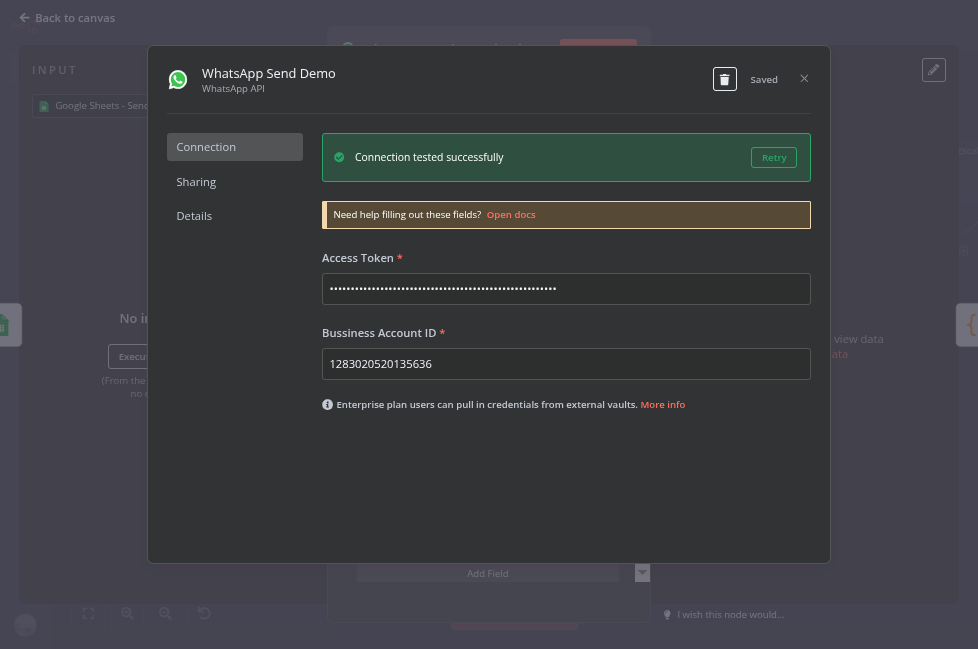 Back to canvas
INPUT
Google Sheets - Send
WhatsApp Send Demo
WhatsApp API
Saved
Connection
Sharing
Details
Connection tested successfully
Retry
Need help filling out these fields? Open docs
Access Token *
••••••••••••••••••••••••••••••••••••••••••••••••••••••
Bussiness Account ID *
1283020520135636
Enterprise plan users can pull in credentials from external vaults. More info
No in
Execu
(From the
no
view data
ata
Add Field
I wish this node would...